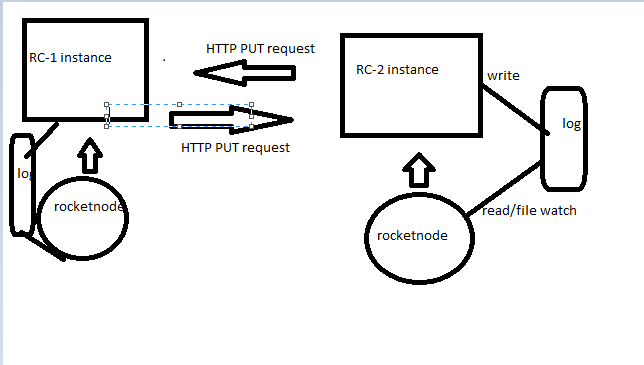 HTTP PUT request
RC-1 instance
RC-2 instance
write
log
HTTP PUT request
lo
rocketnode
read/file watch
rocketnode